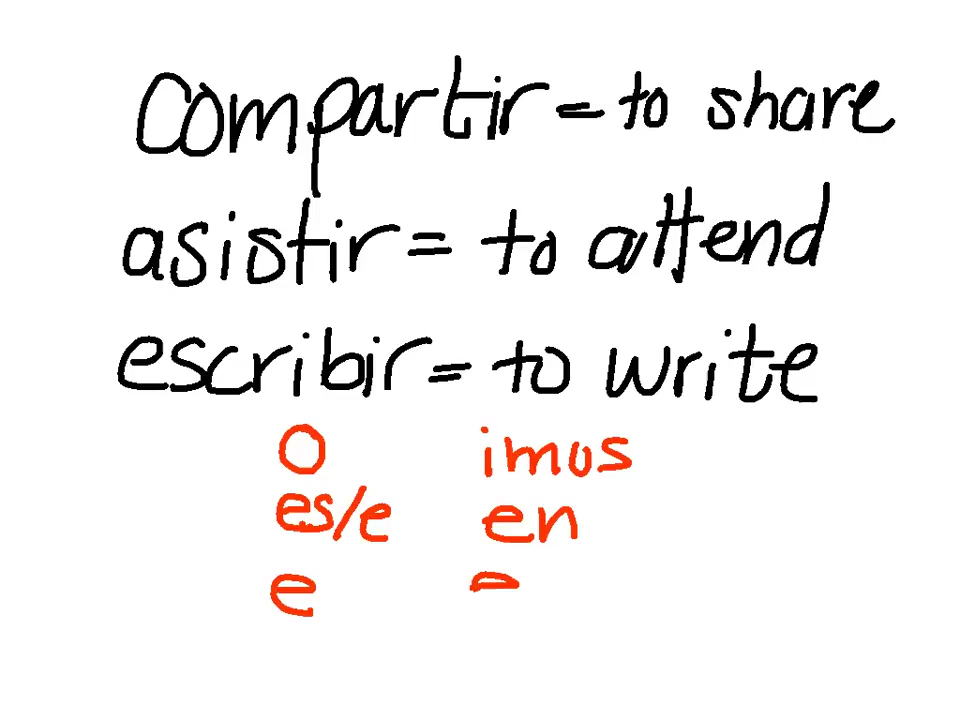 compartir = to share
asistir = to attend
escribir = to write
o imos
es/e en
e